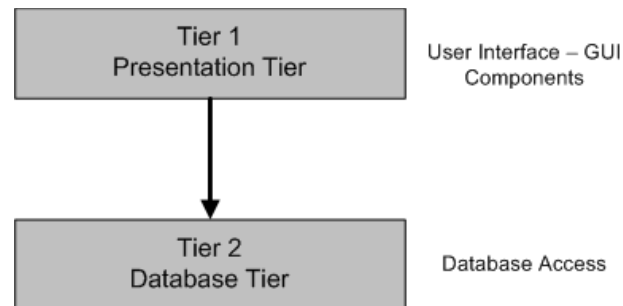 Tier 1
Presentation Tier
User Interface – GUI
Components
Tier 2
Database Tier
Database Access